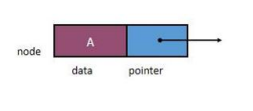 A
node
data pointer